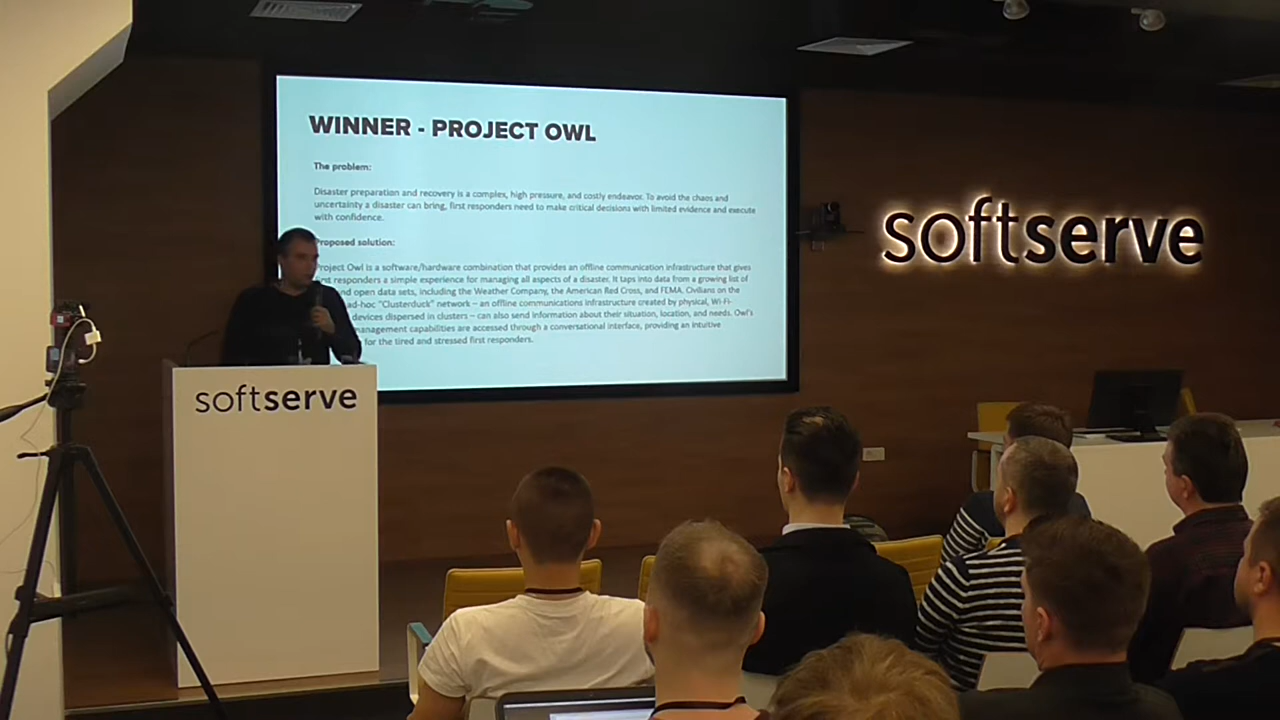 WINNER - PROJECT OWL
The problem:
Disaster preparation and recovery is a complex, high pressure, and costly endeavor. To avoid the chaos and
uncertainty a disaster can bring, first responders need to make critical decisions with limited evidence and execute
with confidence.
roposed solution:
roject Owl is a software/hardware combination that provides an offline communication infrastructure that gives
rst responders a simple experience for managing all aspects of a disaster. It taps into data from a growing list of
nd open data sets, including the Weather Company, the American Red Cross, and FEMA. Civilians on the
ad-hoc "Clusterduck" network – an offline communications infrastructure created by physical, Wi-Fi-
devices dispersed in clusters – can also send information about their situation, location, and needs. Owl's
anagement capabilities are accessed through a conversational interface, providing an intuitive
for the tired and stressed first responders.
softserve
softserve